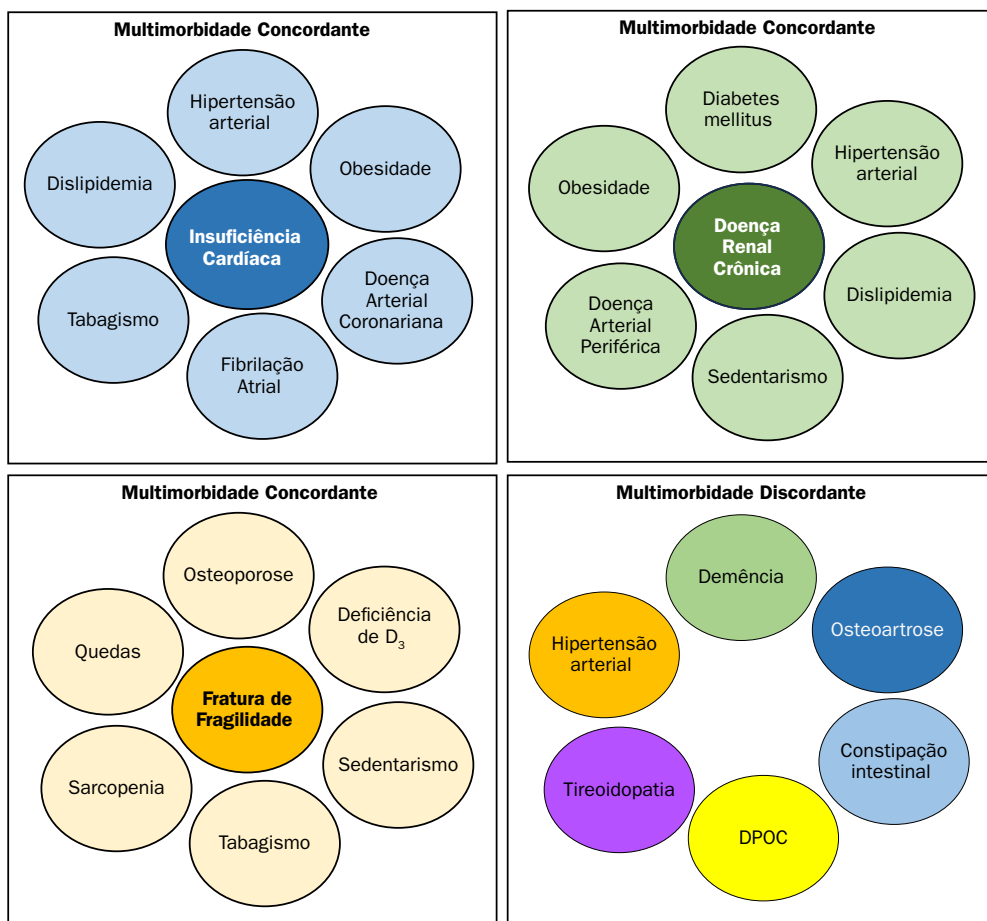 Multimorbidade Concordante
Hipertensão
arterial
Obesidade
Dislipidemia
Insuficiência
Cardíaca
Doença
Arterial
Coronariana
Tabagismo
Fibrilação
Atrial
Multimorbidade Concordante
Diabetes
mellitus
Hipertensão
arterial
Obesidade
Doença
Renal
Crônica
Dislipidemia
Doença
Arterial
Periférica
Sedentarismo
Multimorbidade Concordante
Osteoporose
Deficiência
de D₃
Quedas
Fratura de
Fragilidade
Sedentarismo
Sarcopenia
Tabagismo
Multimorbidade Discordante
Demência
Osteoartrose
Hipertensão
arterial
Constipação
intestinal
Tireoidopatia
DPOC